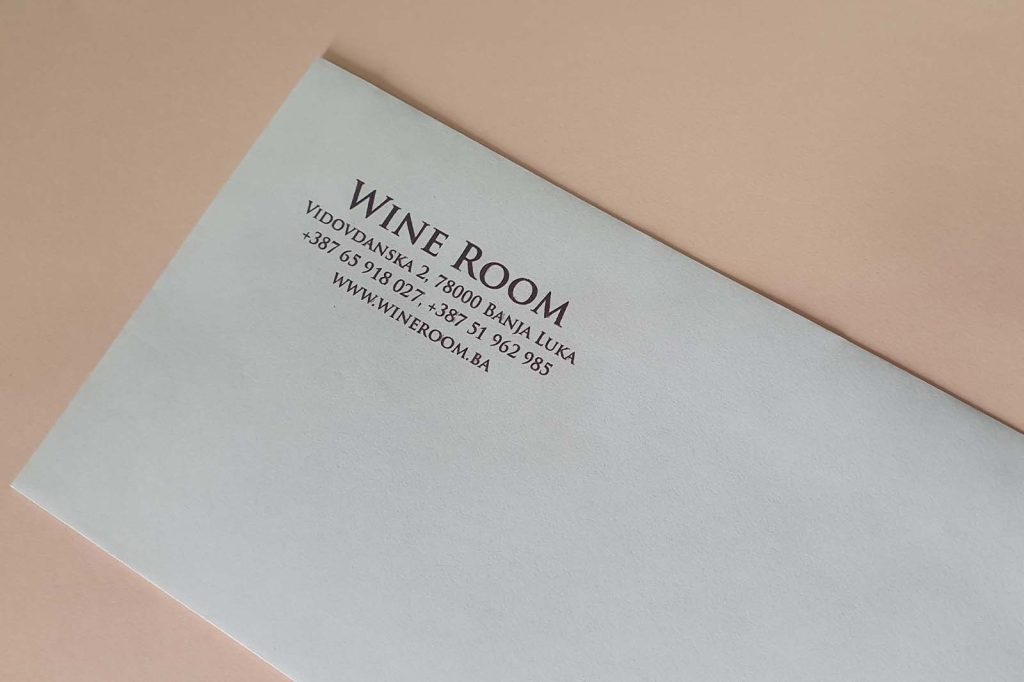 Wine Room
Vidovdanska 2, 78000 Banja Luka
+387 65 918 027, +387 51 962 985
www.wineroom.ba